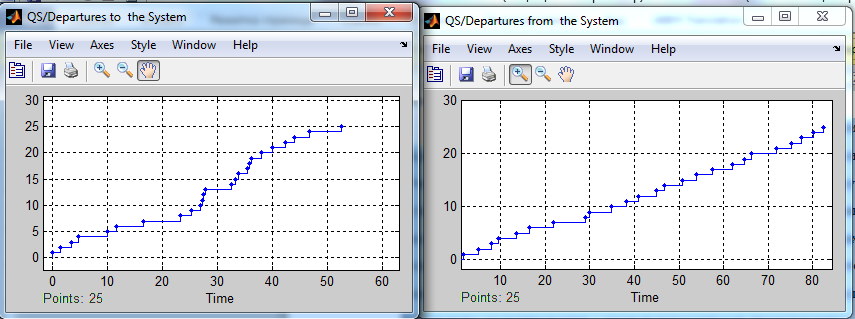 QS/Departures to the System
File View Axes Style Window Help
30
25
20
15
10
5
0
0 10 20 30 40 50 60
Points: 25 Time
QS/Departures from the System
File View Axes Style Window Help
30
20
10
0
10 20 30 40 50 60 70 80
Points: 25 Time